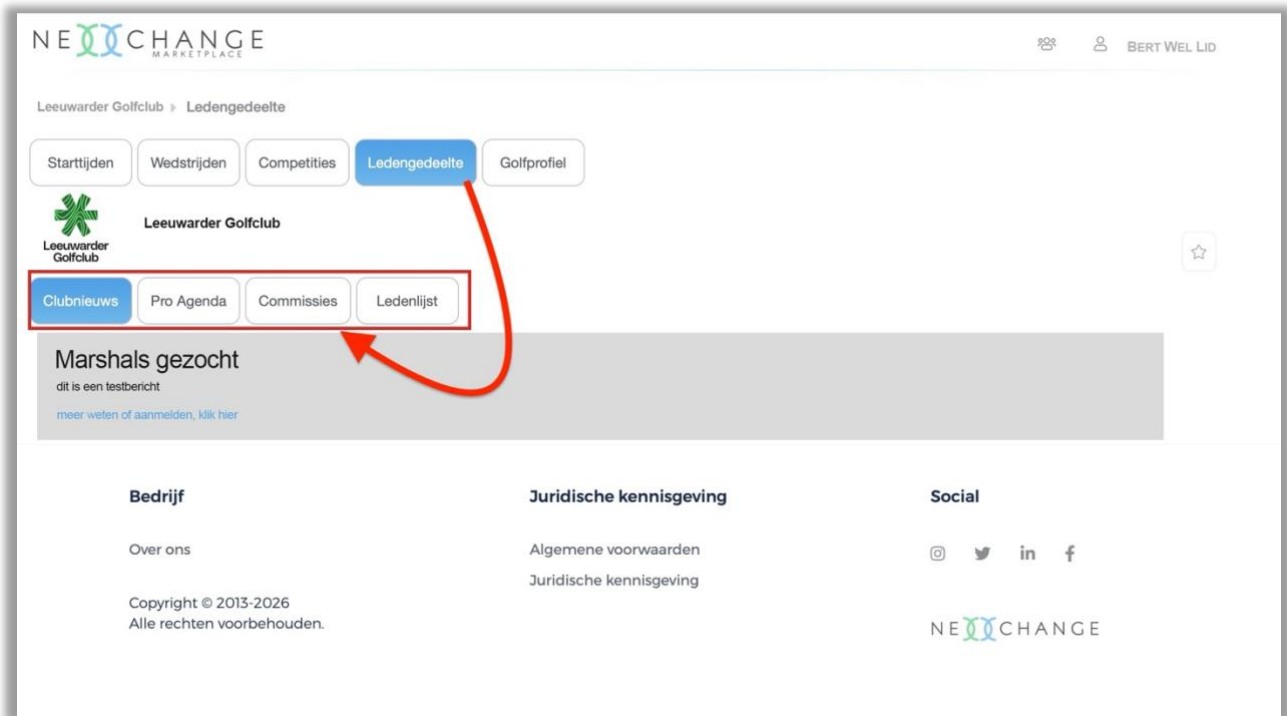 NEXXCHANGE
MARKETPLACE
BERT WEL LID
Leeuwarder Golfclub Ledengedeelte
Starttijden Wedstrijden Competities Ledengedeelte Golfprofiel
Leeuwarder
Golfclub
Leeuwarder Golfclub
Clubnieuws Pro Agenda Commissies Ledenlijst
Marshals gezocht
dit is een testbericht
meer weten of aanmelden, klik hier
Bedrijf Juridische kennisgeving Social
Over ons Algemene voorwaarden
Juridische kennisgeving
Copyright © 2013-2026
Alle rechten voorbehouden.
NEXXCHANGE